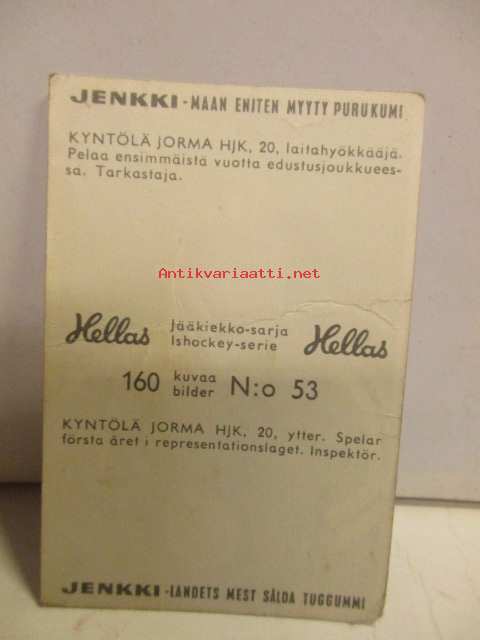 JENKKI - MAAN ENITEN MYYTY PURUKUMI
KYNTÖLÄ JORMA HJK, 20, laitahyökkääjä.
Pelaa ensimmäistä vuotta edustusjoukkuees-
sa. Tarkastaja.
Antikvariaatti.net
Hellas Jääkiekko-sarja Hellas
Ishockey-serie
160 kuvaa N:o 53
bilder
KYNTÖLÄ JORMA HJK, 20, ytter. Spelar
första året i representationslaget. Inspektör.
JENKKI - LANDETS MEST SÅLDA TUGGUMMI